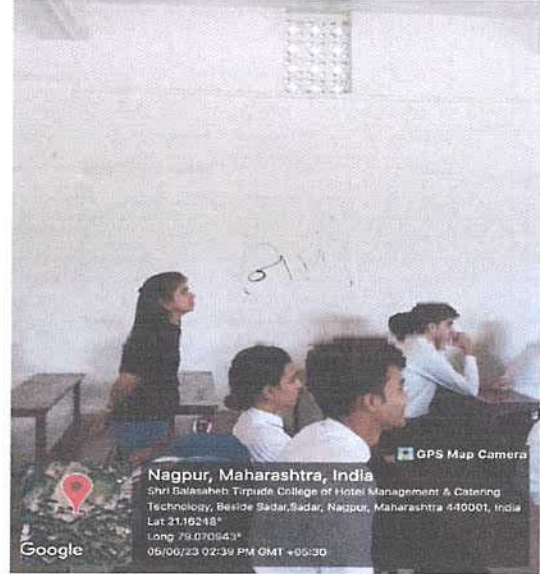 GPS Map Camera
Nagpur, Maharashtra, India
Shri Balasaheb Tirpude College of Hotel Management & Catering
Technology, Beside Sadar,Sadar, Nagpur, Maharashtra 440001, India
Lat 21.16248°
Long 79.070943°
05/06/23 02:39 PM GMT +05:30
Google